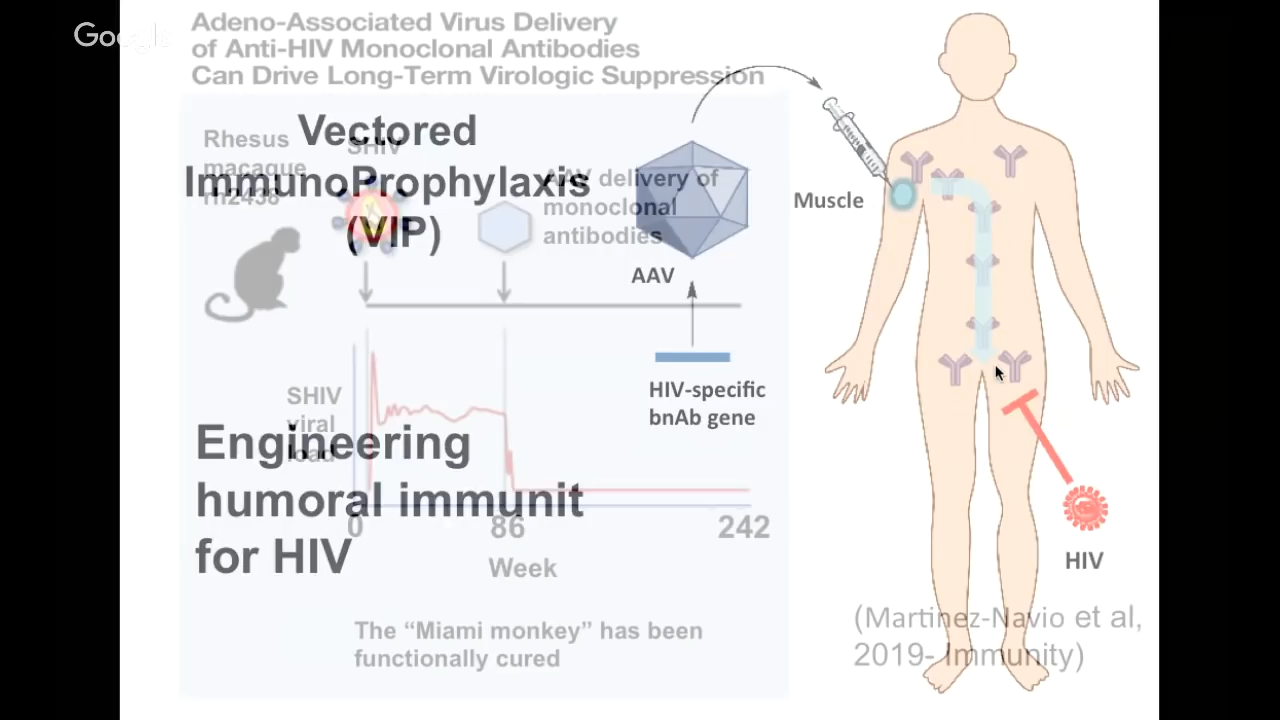 Google
Adeno-Associated Virus Delivery
of Anti-HIV Monoclonal Antibodies
Can Drive Long-Term Virologic Suppression
Vectored
ImmunoProphylaxis
(VIP)
Rhesus
macaque
rh2438
SHIV
AAV delivery of
monoclonal
antibodies
AAV
Muscle
HIV-specific
bnAb gene
SHIV
viral
load
Engineering
humoral immunit
for HIV
0
86
242
Week
HIV
The “Miami monkey” has been
functionally cured
(Martinez-Navio et al,
2019- Immunity)